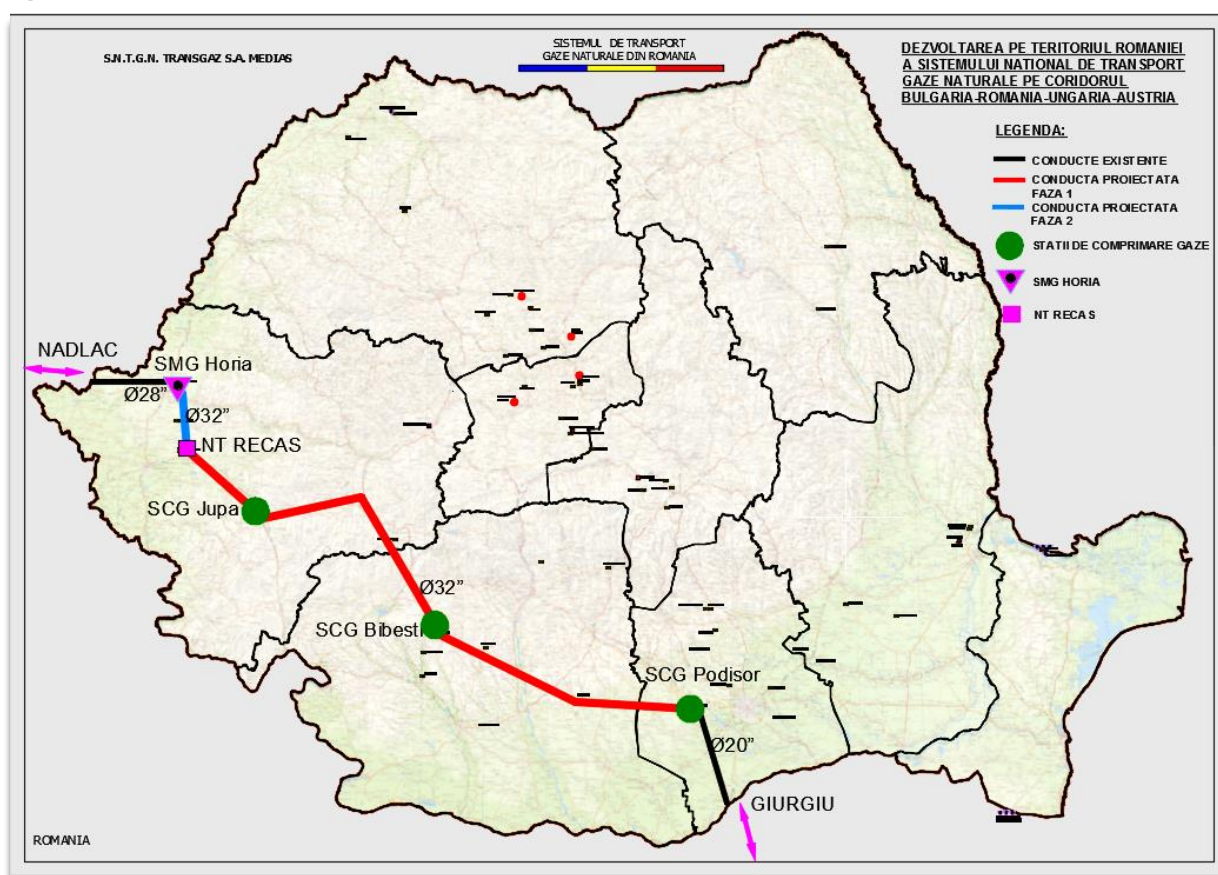 S.N.T.G.N. TRANSGAZ S.A. MEDIAS
SISTEMUL DE TRANSPORT
GAZE NATURALE DIN ROMANIA
DEZVOLTAREA PE TERITORIUL ROMANIEI
A SISTEMULUI NATIONAL DE TRANSPORT
GAZE NATURALE PE CORIDORUL
BULGARIA-ROMANIA-UNGARIA-AUSTRIA
LEGENDA:
CONDUCTE EXISTENTE
CONDUCTA PROIECTATA
FAZA 1
CONDUCTA PROIECTATA
FAZA 2
STATII DE COMPRIMARE GAZE
SMG HORIA
NT RECAS
NADLAC
SMG Horia
Ø28”
Ø32”
NT RECAS
SCG Jupa
Ø32”
SCG Bibesti
SCG Podisor
Ø20”
GIURGIU
ROMANIA